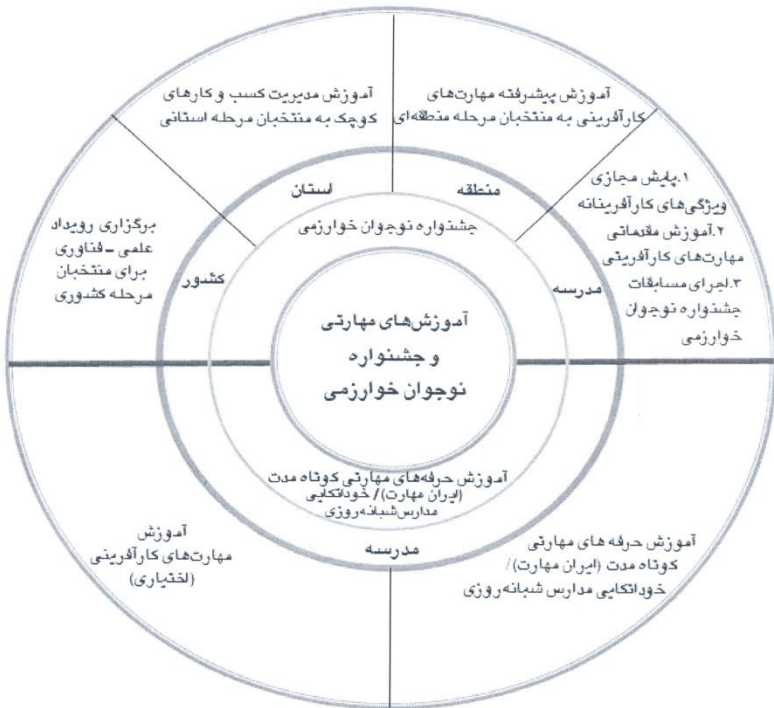 آموزش پیشرفته مهارت‌های
کارآفرینی به منتخبان مرحله منطقه‌ای
آموزش مدیریت کسب و کارهای
کوچک به منتخبان مرحله استانی
منطقه
استان
۱.پایش مجازی
ویژگی‌های کارآفرینانه
۲.آموزش مقدماتی
مهارت‌های کارآفرینی
۳.اجرای مسابقات
جشنواره نوجوان
خوارزمی
مدرسه
جشنواره نوجوان خوارزمی
کشور
برگزاری رویداد
علمی – فناوری
برای منتخبان
مرحله کشوری
آموزش‌های مهارتی
و جشنواره
نوجوان خوارزمی
آموزش حرفه‌های مهارتی کوتاه مدت
(ایران مهارت)/ خوداتکایی
مدارس شبانه‌روزی
مدرسه
آموزش حرفه های مهارتی
کوتاه مدت (ایران مهارت)/
خوداتکایی مدارس شبانه‌روزی
آموزش
مهارت‌های کارآفرینی
(اختیاری)